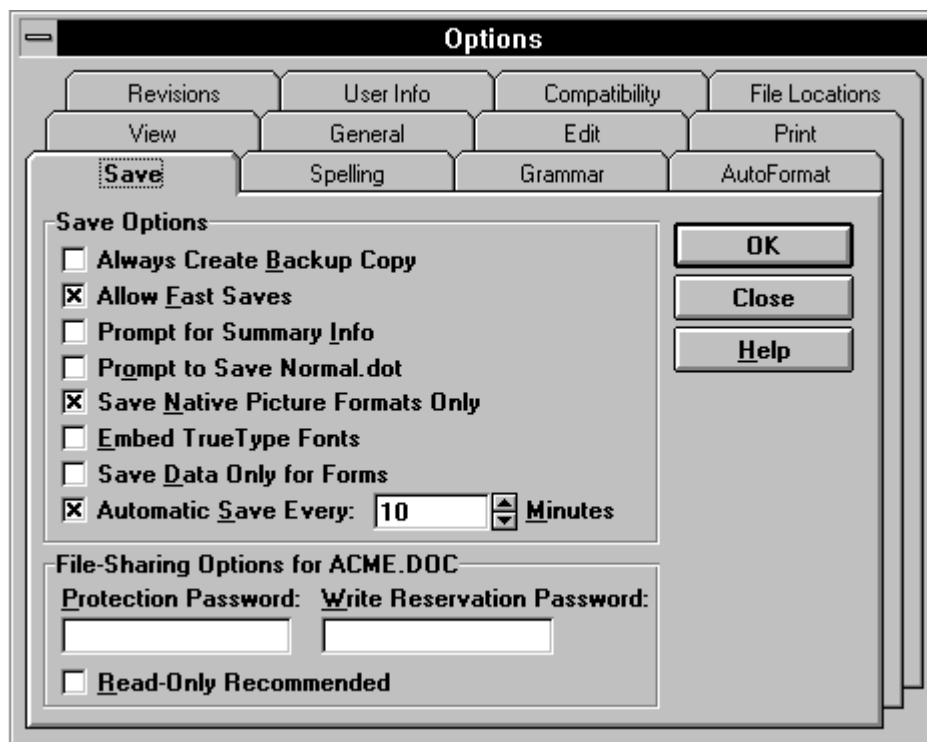 Options
Revisions User Info Compatibility File Locations
View General Edit Print
Save Spelling Grammar AutoFormat
Save Options
Always Create Backup Copy
Allow Fast Saves
Prompt for Summary Info
Prompt to Save Normal.dot
Save Native Picture Formats Only
Embed TrueType Fonts
Save Data Only for Forms
Automatic Save Every: 10 Minutes
OK
Close
Help
File-Sharing Options for ACME.DOC
Protection Password: Write Reservation Password:
Read-Only Recommended